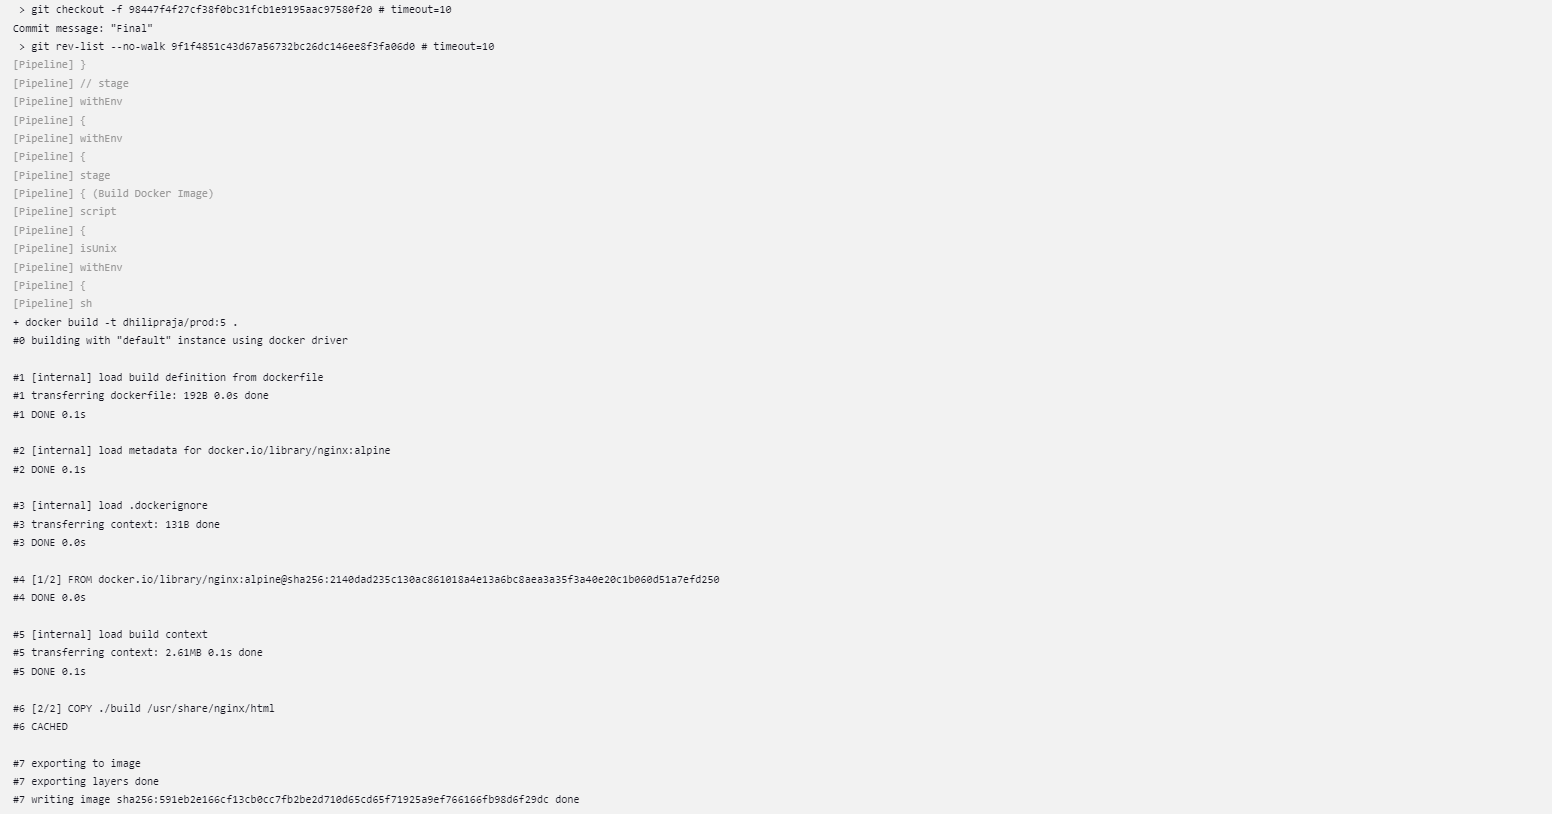 > git checkout -f 98447f4f27cf38f0bc31fcb1e9195aac97580f20 # timeout=10
Commit message: "Final"
> git rev-list --no-walk 9f1f4851c43d67a56732bc26dc146ee8f3fa06d0 # timeout=10
[Pipeline] }
[Pipeline] // stage
[Pipeline] withEnv
[Pipeline] {
[Pipeline] withEnv
[Pipeline] {
[Pipeline] stage
[Pipeline] { (Build Docker Image)
[Pipeline] script
[Pipeline] {
[Pipeline] isUnix
[Pipeline] withEnv
[Pipeline] {
[Pipeline] sh
+ docker build -t dhilipraja/prod:5 .
#0 building with "default" instance using docker driver
#1 [internal] load build definition from dockerfile
#1 transferring dockerfile: 192B 0.0s done
#1 DONE 0.1s
#2 [internal] load metadata for docker.io/library/nginx:alpine
#2 DONE 0.1s
#3 [internal] load .dockerignore
#3 transferring context: 131B done
#3 DONE 0.0s
#4 [1/2] FROM docker.io/library/nginx:alpine@sha256:2140dad235c130ac861018a4e13a6bc8aea3a35f3a40e20c1b060d51a7efd250
#4 DONE 0.0s
#5 [internal] load build context
#5 transferring context: 2.61MB 0.1s done
#5 DONE 0.1s
#6 [2/2] COPY ./build /usr/share/nginx/html
#6 CACHED
#7 exporting to image
#7 exporting layers done
#7 writing image sha256:591eb2e166cf13cb0cc7fb2be2d710d65cd65f71925a9ef766166fb98d6f29dc done